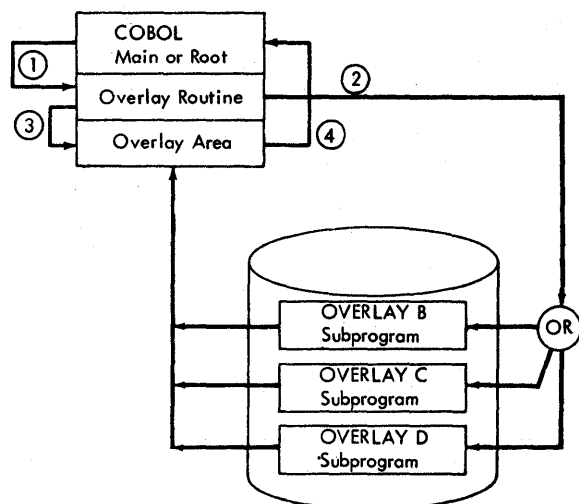 COBOL
Main or Root
1
2
Overlay Routine
3
4
Overlay Area
OVERLAY B
Subprogram
OR
OVERLAY C
Subprogram
OVERLAY D
Subprogram